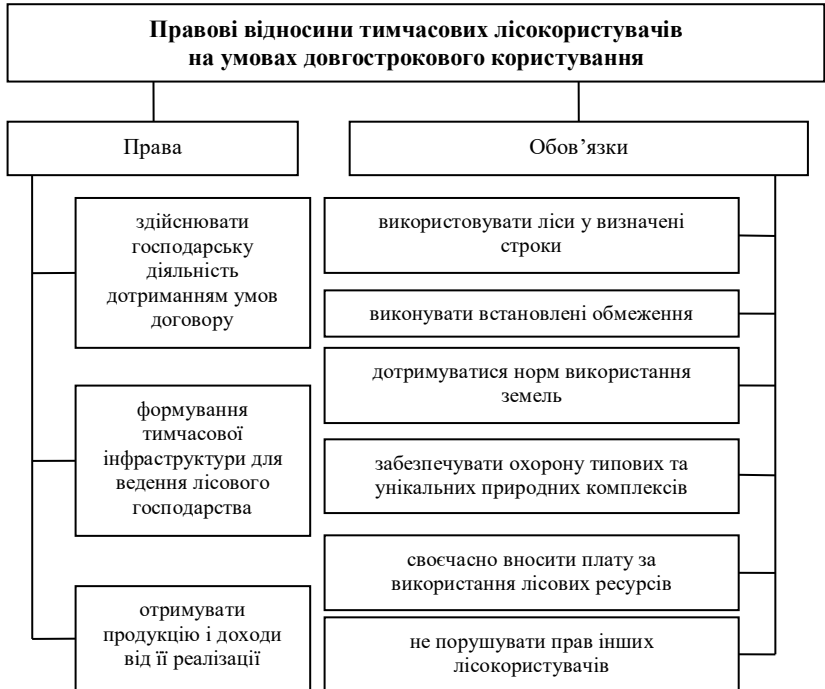 Правові відносини тимчасових лісокористувачів
на умовах довгострокового користування
Права
Обов’язки
здійснювати
господарську
діяльність
дотриманням умов
договору
формування
тимчасової
інфраструктури для
ведення лісового
господарства
отримувати
продукцію і доходи
від її реалізації
використовувати ліси у визначені
строки
виконувати встановлені обмеження
дотримуватися норм використання
земель
забезпечувати охорону типових та
унікальних природних комплексів
своєчасно вносити плату за
використання лісових ресурсів
не порушувати прав інших
лісокористувачів